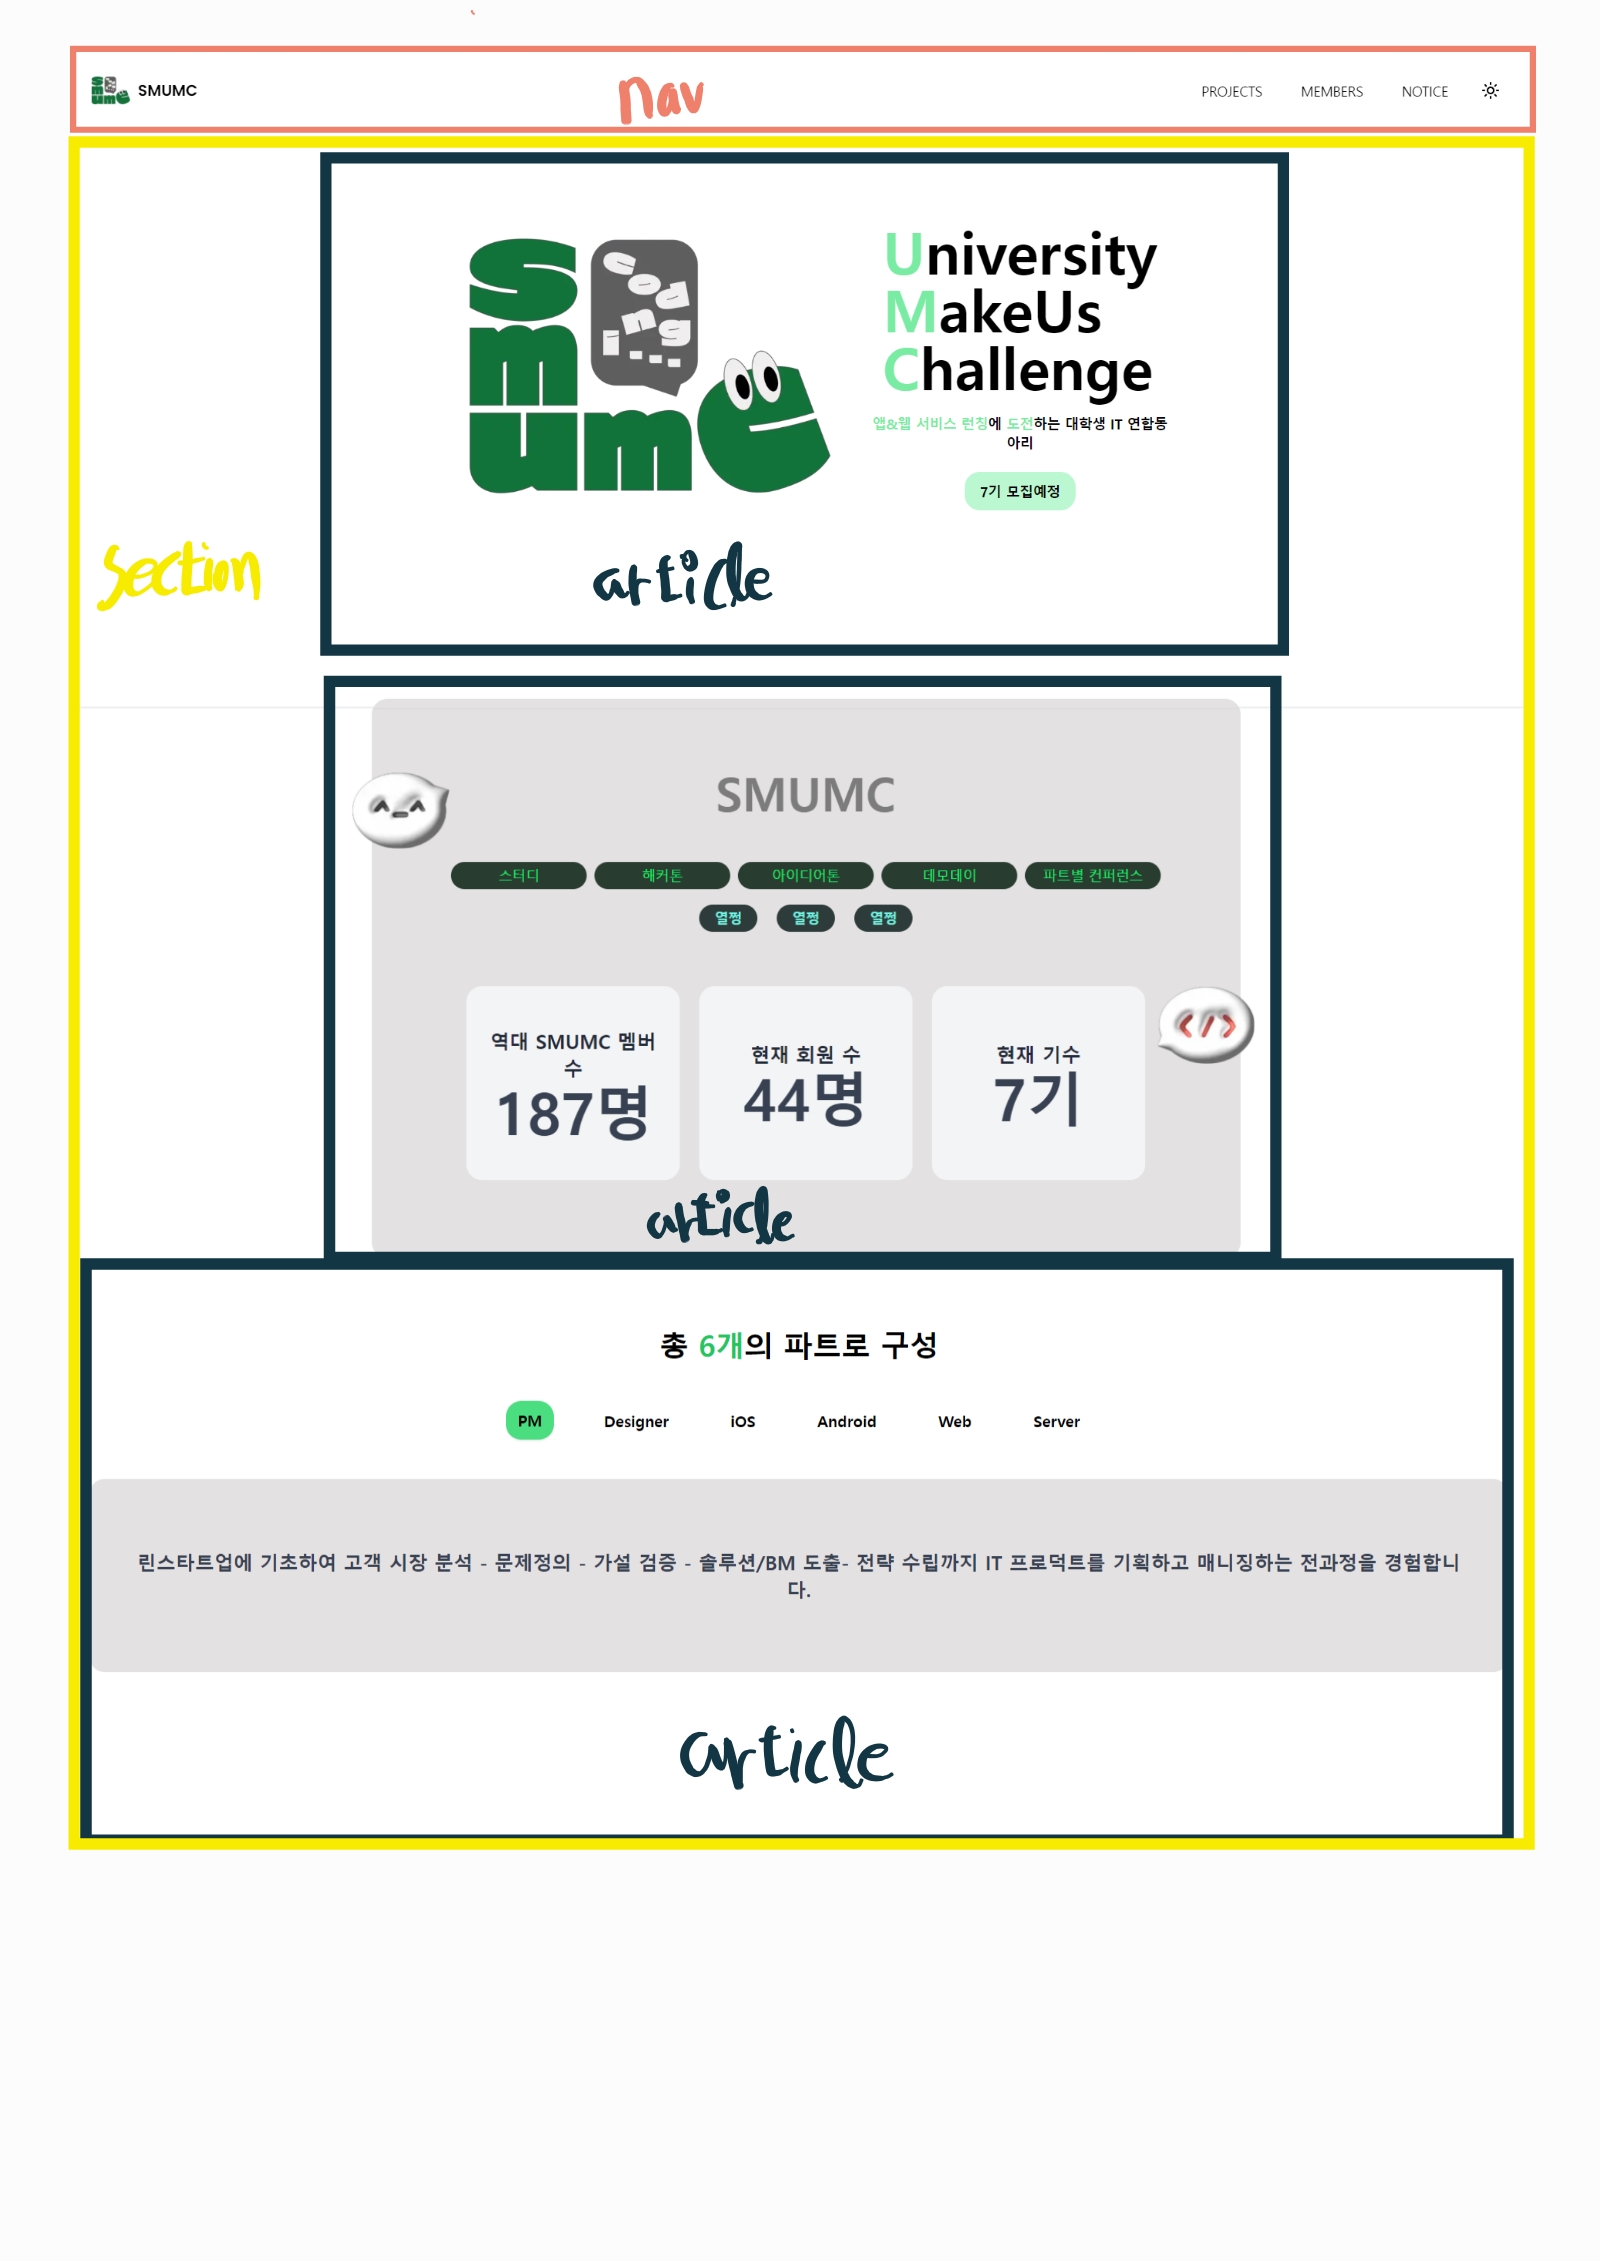 SMUMC
nav
PROJECTS MEMBERS NOTICE
smume
Coding....
University
MakeUs
Challenge
앱&웹 서비스 런칭에 도전하는 대학생 IT 연합동
아리
7기 모집예정
section
article
SMUMC
스터디 해커톤 아이디어톤 데모데이 파트별 컨퍼런스
열쩡 열쩡 열쩡
^_^
역대 SMUMC 멤버
수
187명
현재 회원 수
44명
현재 기수
7기
</>
article
총 6개의 파트로 구성
PM Designer iOS Android Web Server
린스타트업에 기초하여 고객 시장 분석 - 문제정의 - 가설 검증 - 솔루션/BM 도출- 전략 수립까지 IT 프로덕트를 기획하고 매니징하는 전과정을 경험합니
다.
article